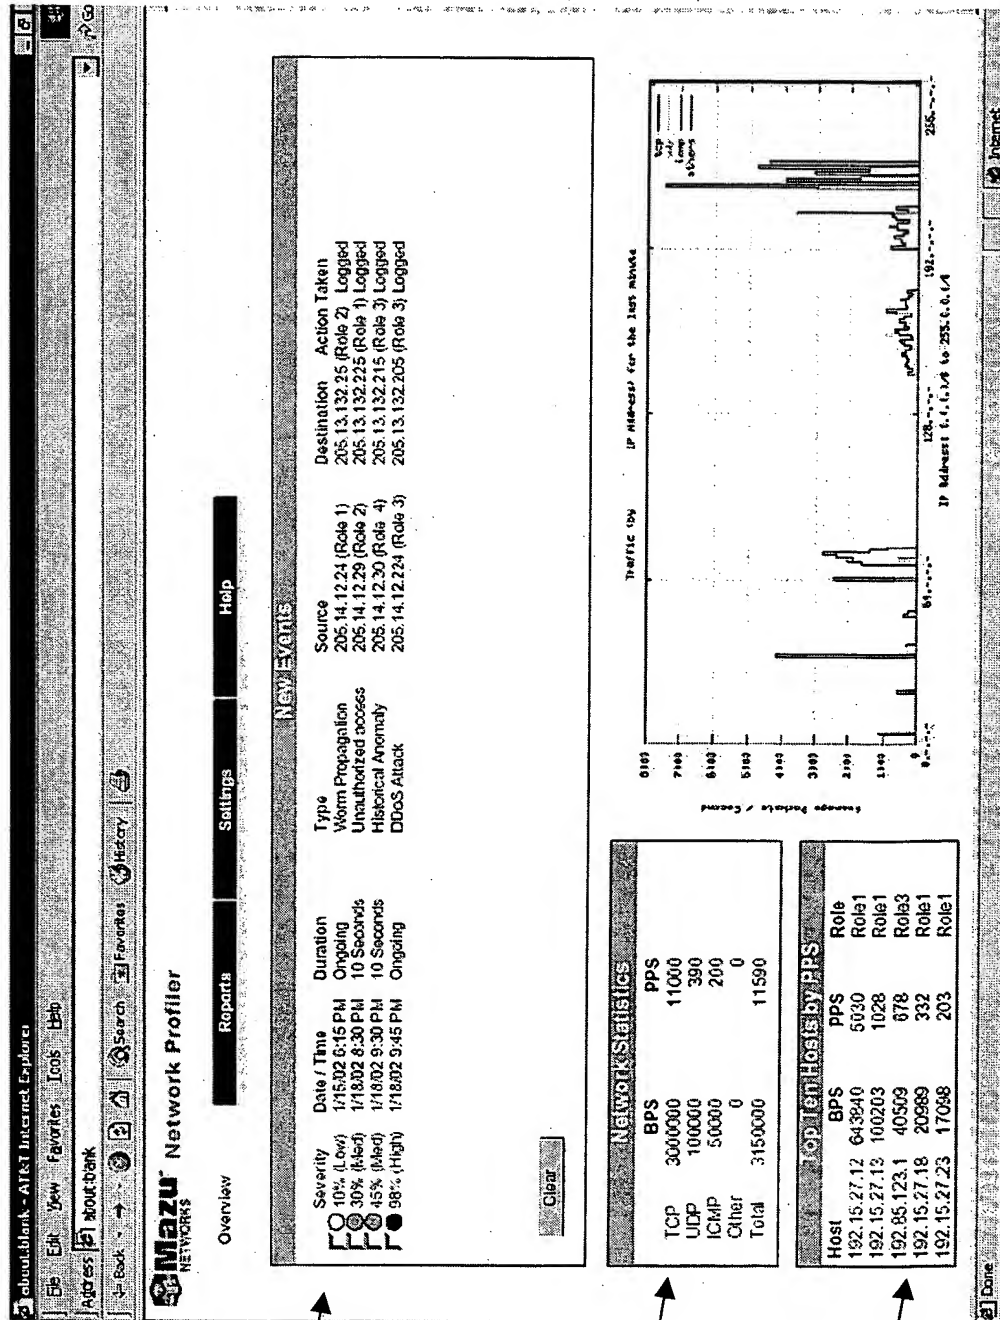 about:blank - AT&T Internet Explorer
File Edit View Favorites Tools Help
Back Search Favorites History
Address about:blank Go
Mazu Network Profiler
NETWORKS
Overview Reports Settings Help
New Events
Severity Date / Time Duration Type Source Destination Action Taken
10% (Low) 1/15/02 6:15 PM Ongoing Worm Propagation 205.14.12.24 (Role 1) 205.13.132.25 (Role 2) Logged
30% (Med) 1/18/02 8:30 PM 10 Seconds Unauthorized access 205.14.12.29 (Role 2) 205.13.132.225 (Role 1) Logged
45% (Med) 1/18/02 9:30 PM 10 Seconds Historical Anomaly 205.14.12.30 (Role 4) 205.13.132.215 (Role 3) Logged
98% (High) 1/18/02 9:45 PM Ongoing DDoS Attack 205.14.12.224 (Role 3) 205.13.132.205 (Role 3) Logged
Clear
Network Statistics
BPS PPS
TCP 3000000 11000
UDP 100000 390
ICMP 50000 200
Other 0 0
Total 3150000 11590
Top Ten Hosts by PPS
Host BPS PPS Role
192.15.27.12 643840 5030 Role1
192.15.27.13 100203 1028 Role1
192.85.123.1 40509 678 Role3
192.15.27.18 20989 332 Role1
192.15.27.23 17098 203 Role1
Traffic (by IP Address) for the last minute
tcp
icmp
others
Packets / Second
0 64.-.-.- 128.-.-.- 192.-.-.- 255.-.-.-
Done Internet